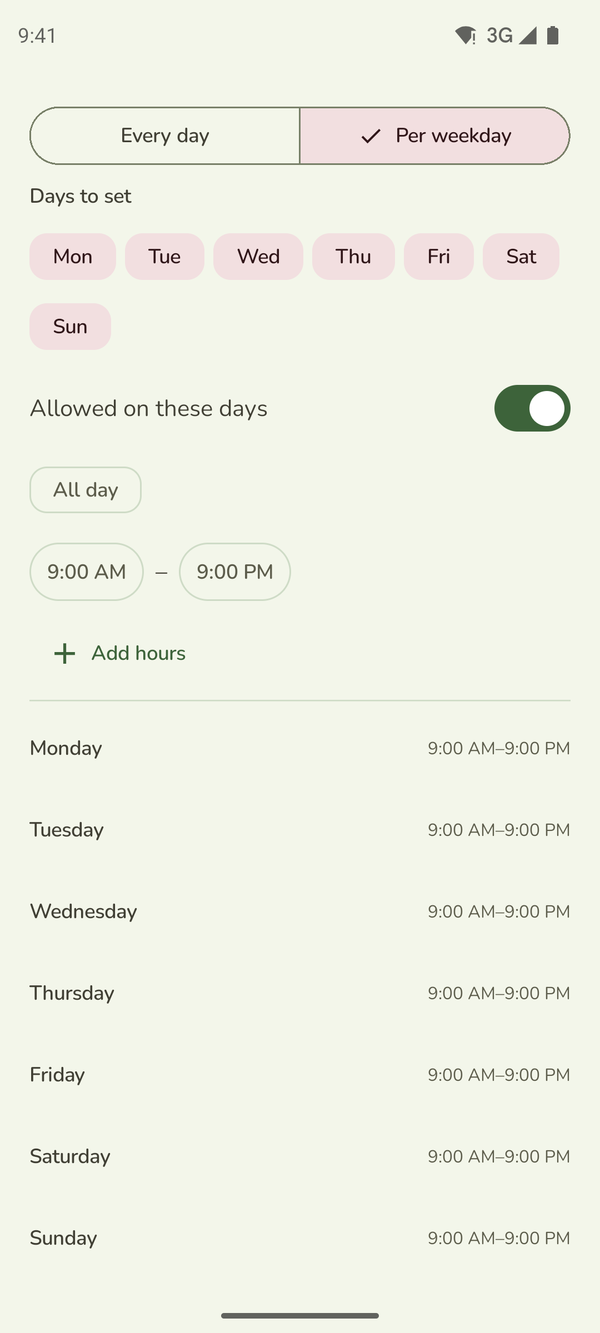 9:41 3G
Every day Per weekday
Days to set
Mon Tue Wed Thu Fri Sat
Sun
Allowed on these days
All day
9:00 AM – 9:00 PM
Add hours
Monday 9:00 AM–9:00 PM
Tuesday 9:00 AM–9:00 PM
Wednesday 9:00 AM–9:00 PM
Thursday 9:00 AM–9:00 PM
Friday 9:00 AM–9:00 PM
Saturday 9:00 AM–9:00 PM
Sunday 9:00 AM–9:00 PM